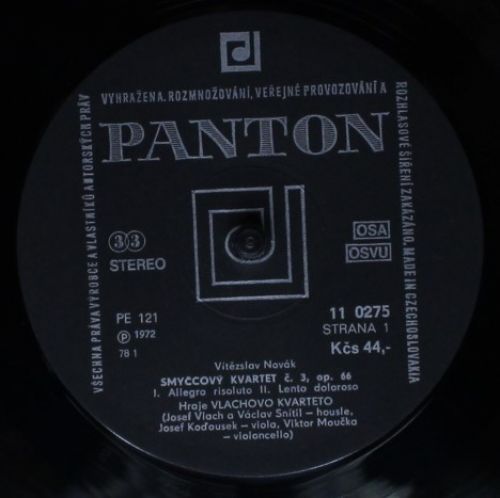 VŠECHNA PRÁVA VÝROBCE A VLASTNÍKŮ AUTORSKÝCH PRÁV
VYHRAŽENA. ROZMNOŽOVÁNÍ, VEŘEJNÉ PROVOZOVÁNÍ A
ROZHLASOVÉ ŠÍŘENÍ ZAKÁZÁNO. MADE IN CZECHOSLOVAKIA
PANTON
33
STEREO
OSA
OSVU
PE 121
℗ 1972
78 1
11 0275
STRANA 1
Kčs 44,-
Vítězslav Novák
SMYČCOVÝ KVARTET č. 3, op. 66
I. Allegro risoluto II. Lento doloroso
Hraje VLACHOVO KVARTETO
(Josef Vlach a Václav Snítil – housle,
Josef Koďousek – viola, Viktor Moučka
– violoncello)